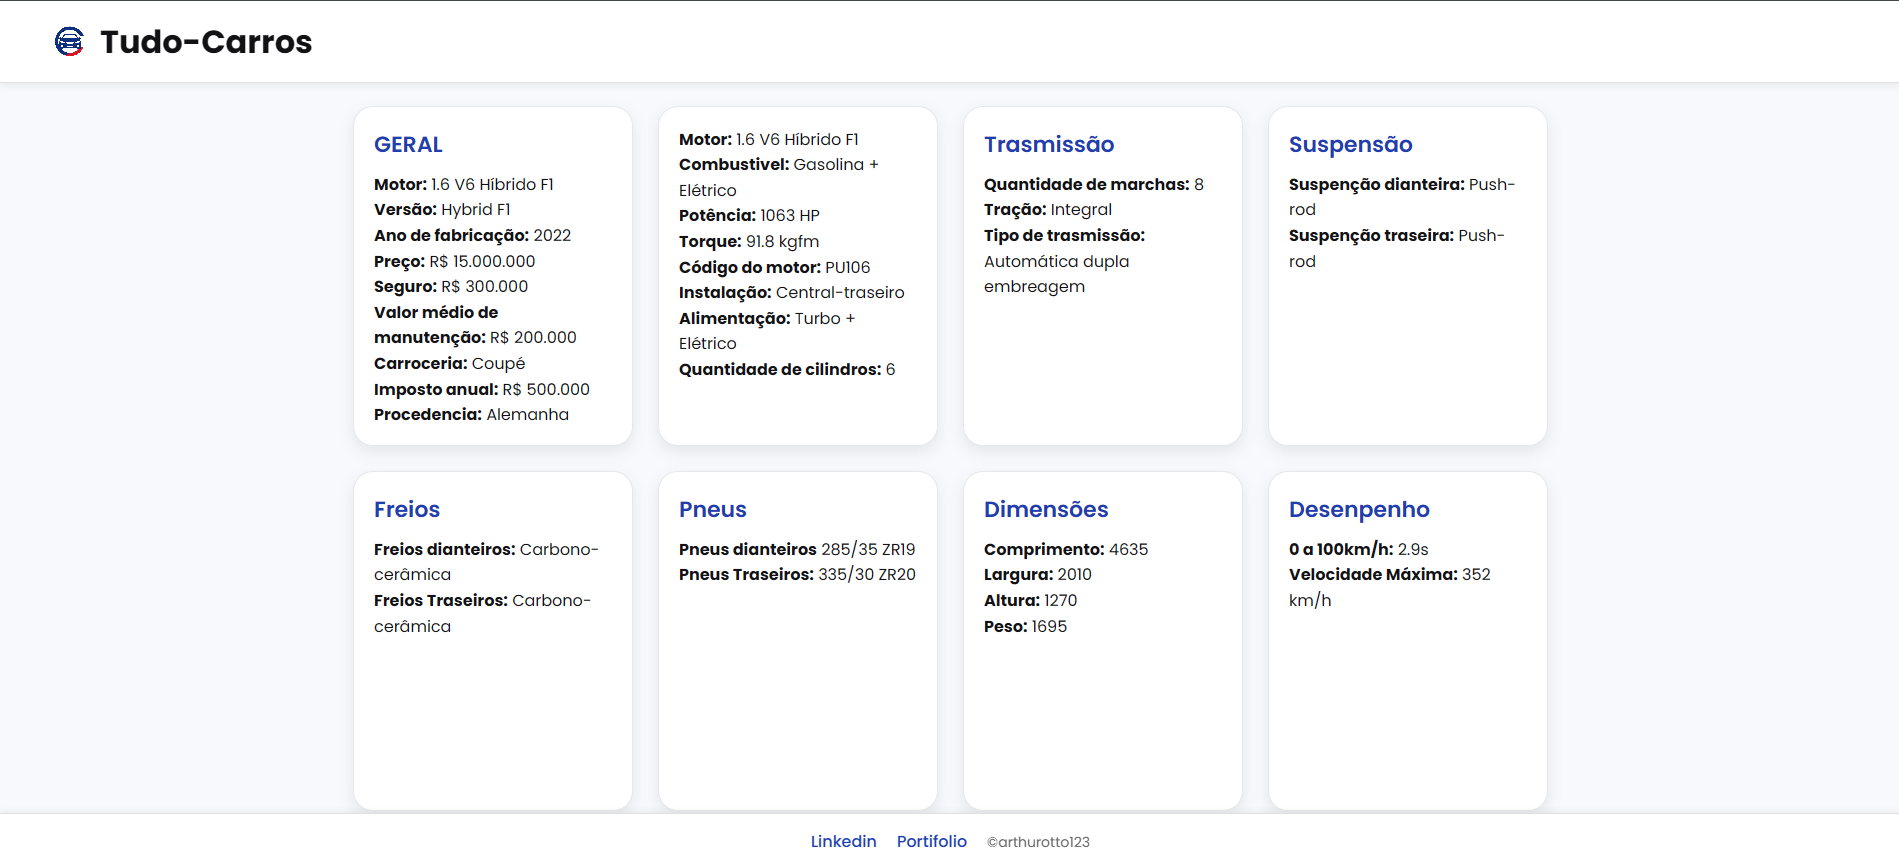 Tudo-Carros
GERAL
Motor: 1.6 V6 Híbrido F1
Versão: Hybrid F1
Ano de fabricação: 2022
Preço: R$ 15.000.000
Seguro: R$ 300.000
Valor médio de
manutenção: R$ 200.000
Carroceria: Coupé
Imposto anual: R$ 500.000
Procedencia: Alemanha
Motor: 1.6 V6 Híbrido F1
Combustivel: Gasolina +
Elétrico
Potência: 1063 HP
Torque: 91.8 kgfm
Código do motor: PU106
Instalação: Central-traseiro
Alimentação: Turbo +
Elétrico
Quantidade de cilindros: 6
Trasmissão
Quantidade de marchas: 8
Tração: Integral
Tipo de trasmissão:
Automática dupla
embreagem
Suspensão
Suspenção dianteira: Push-
rod
Suspenção traseira: Push-
rod
Freios
Freios dianteiros: Carbono-
cerâmica
Freios Traseiros: Carbono-
cerâmica
Pneus
Pneus dianteiros 285/35 ZR19
Pneus Traseiros: 335/30 ZR20
Dimensões
Comprimento: 4635
Largura: 2010
Altura: 1270
Peso: 1695
Desenpenho
0 a 100km/h: 2.9s
Velocidade Máxima: 352
km/h
Linkedin Portifolio ©arthurotto123